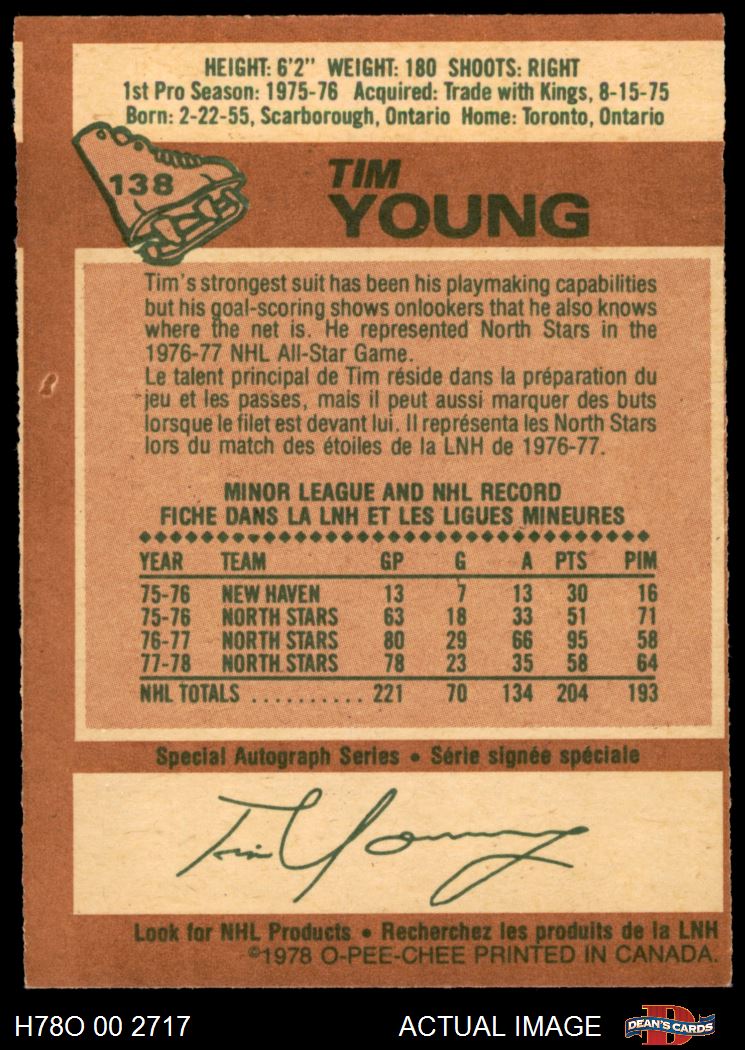 HEIGHT: 6'2" WEIGHT: 180 SHOOTS: RIGHT
1st Pro Season: 1975-76 Acquired: Trade with Kings, 8-15-75
Born: 2-22-55, Scarborough, Ontario Home: Toronto, Ontario
138
TIM
YOUNG
Tim's strongest suit has been his playmaking capabilities
but his goal-scoring shows onlookers that he also knows
where the net is. He represented North Stars in the
1976-77 NHL All-Star Game.
Le talent principal de Tim réside dans la préparation du
jeu et les passes, mais il peut aussi marquer des buts
lorsque le filet est devant lui. Il représenta les North Stars
lors du match des étoiles de la LNH de 1976-77.
MINOR LEAGUE AND NHL RECORD
FICHE DANS LA LNH ET LES LIGUES MINEURES
YEAR TEAM GP G A PTS PIM
75-76 NEW HAVEN 13 7 13 30 16
75-76 NORTH STARS 63 18 33 51 71
76-77 NORTH STARS 80 29 66 95 58
77-78 NORTH STARS 78 23 35 58 64
NHL TOTALS .......... 221 70 134 204 193
Special Autograph Series • Série signée spéciale
Tim Young
Look for NHL Products • Recherchez les produits de la LNH
©1978 O-PEE-CHEE PRINTED IN CANADA.
H78O 00 2717 ACTUAL IMAGE D DEAN'S CARDS